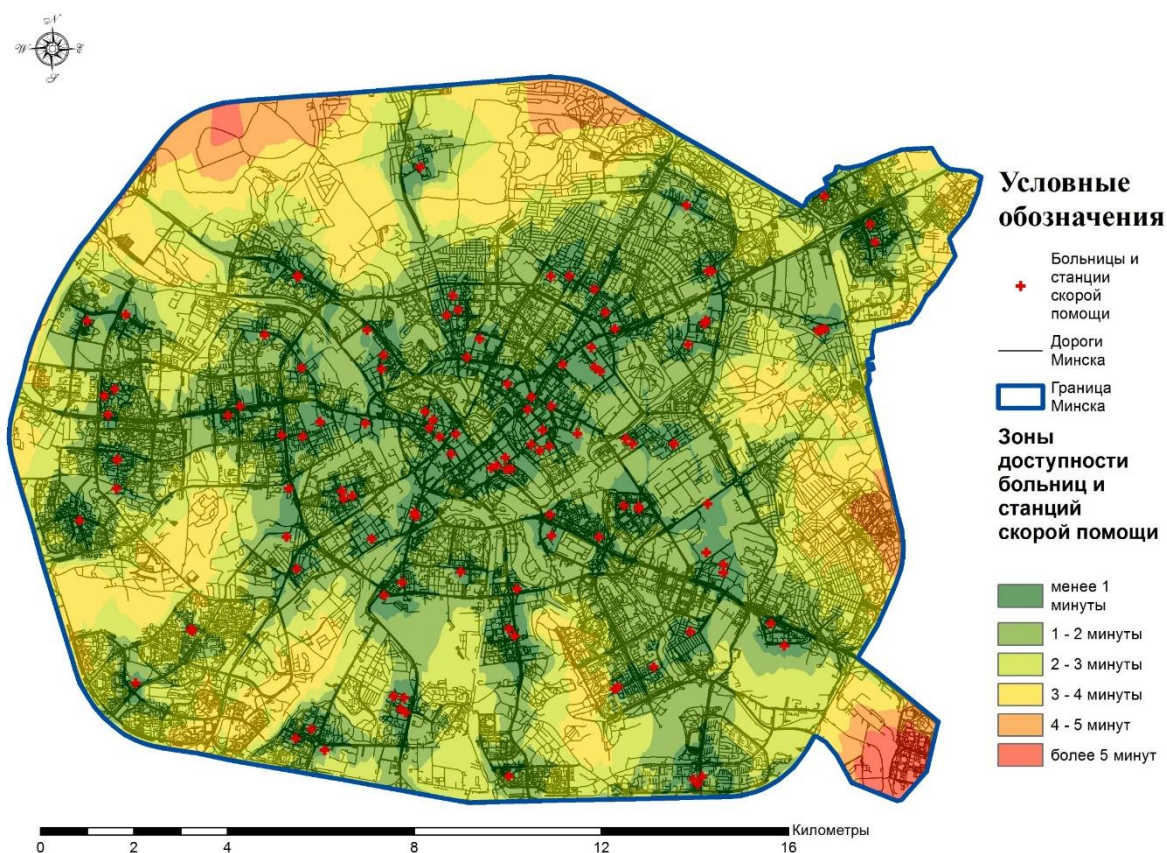 N
W
E
S
Условные
обозначения
Больницы и
станции
скорой
помощи
Дороги
Минска
Граница
Минска
Зоны
доступности
больниц и
станций
скорой помощи
менее 1
минуты
1 - 2 минуты
2 - 3 минуты
3 - 4 минуты
4 - 5 минут
более 5 минут
Километры
0 2 4 8 12 16